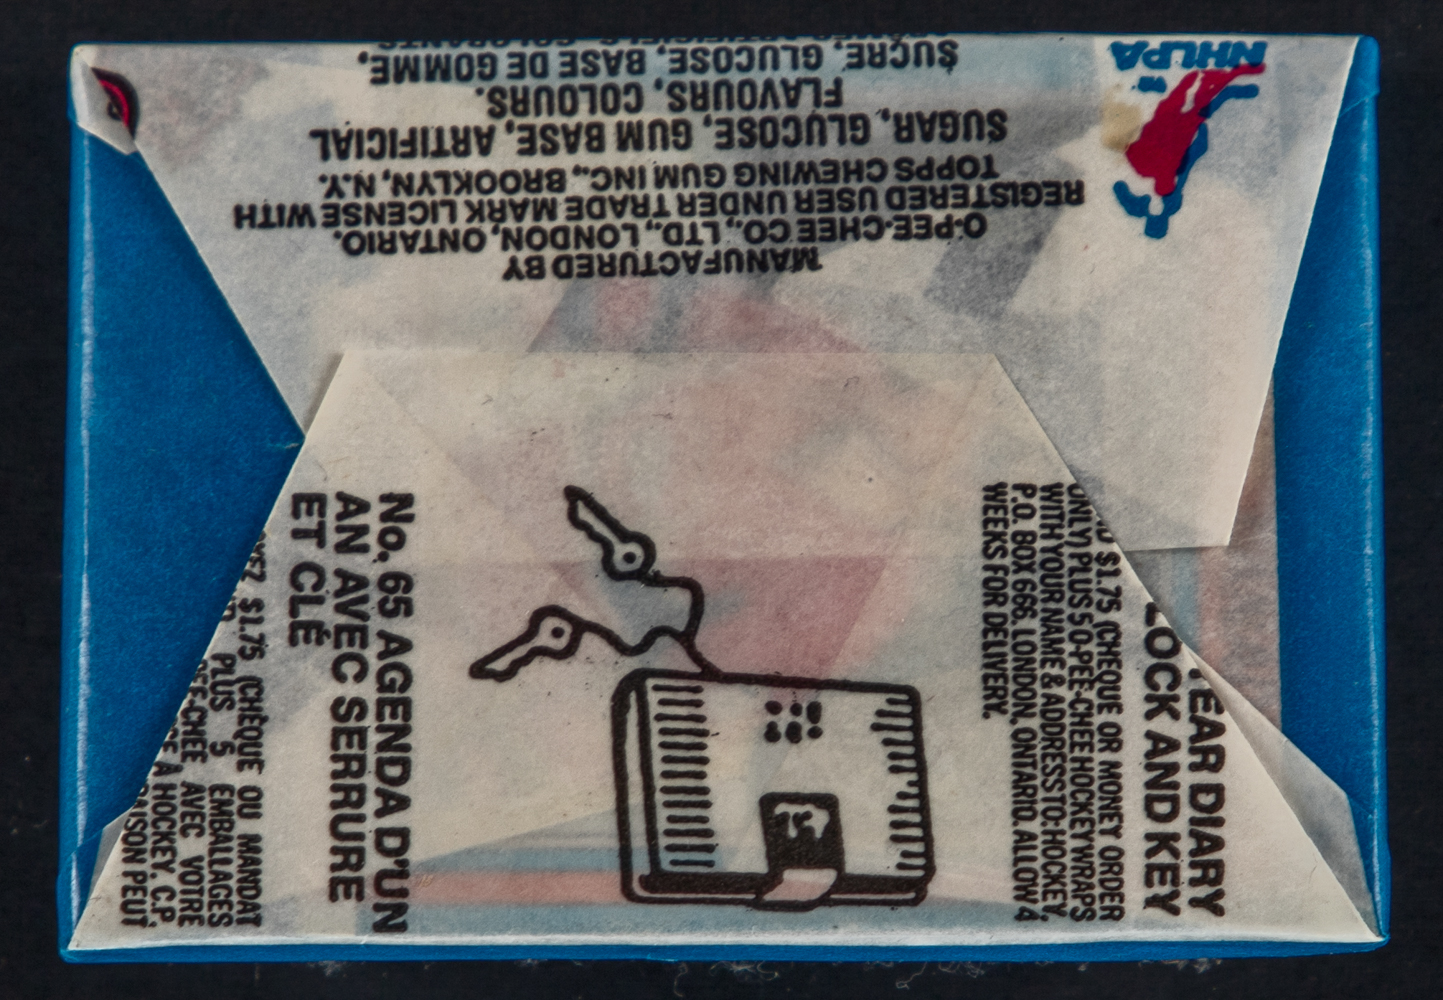 MANUFACTURED BY
O-PEE-CHEE CO., LTD., LONDON, ONTARIO.
REGISTERED USER UNDER TRADE MARK LICENSE WITH
TOPPS CHEWING GUM INC., BROOKLYN, N.Y.
SUGAR, GLUCOSE, GUM BASE, ARTIFICIAL
FLAVOURS, COLOURS.
SUCRE, GLUCOSE, BASE DE GOMME,
NHLPA
YEAR DIARY
LOCK AND KEY
$1.75 (CHEQUE OR MONEY ORDER
ONLY) PLUS 5 O-PEE-CHEE HOCKEY WRAPS
WITH YOUR NAME & ADDRESS TO: HOCKEY,
P.O. BOX 666, LONDON, ONTARIO. ALLOW 4
WEEKS FOR DELIVERY.
No. 65 AGENDA D'UN
AN AVEC SERRURE
ET CLÉ
$1.75 (CHÈQUE OU MANDAT
PLUS 5 EMBALLAGES
PEE-CHEE AVEC VOTRE
A HOCKEY, C.P.
PEUT